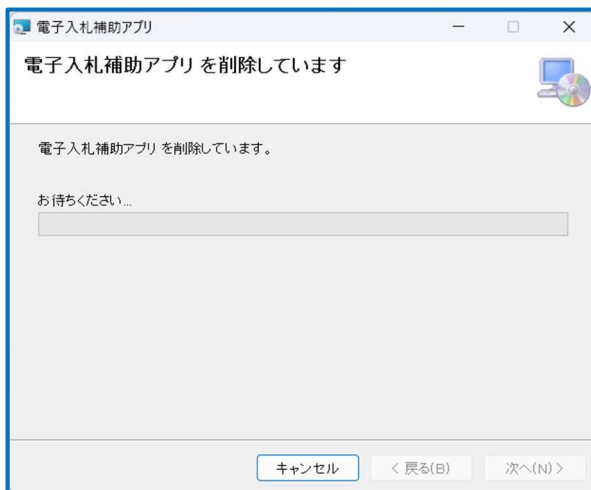 電子入札補助アプリ
電子入札補助アプリ を削除しています
電子入札補助アプリ を削除しています。
お待ちください...
キャンセル
< 戻る(B)
次へ(N) >